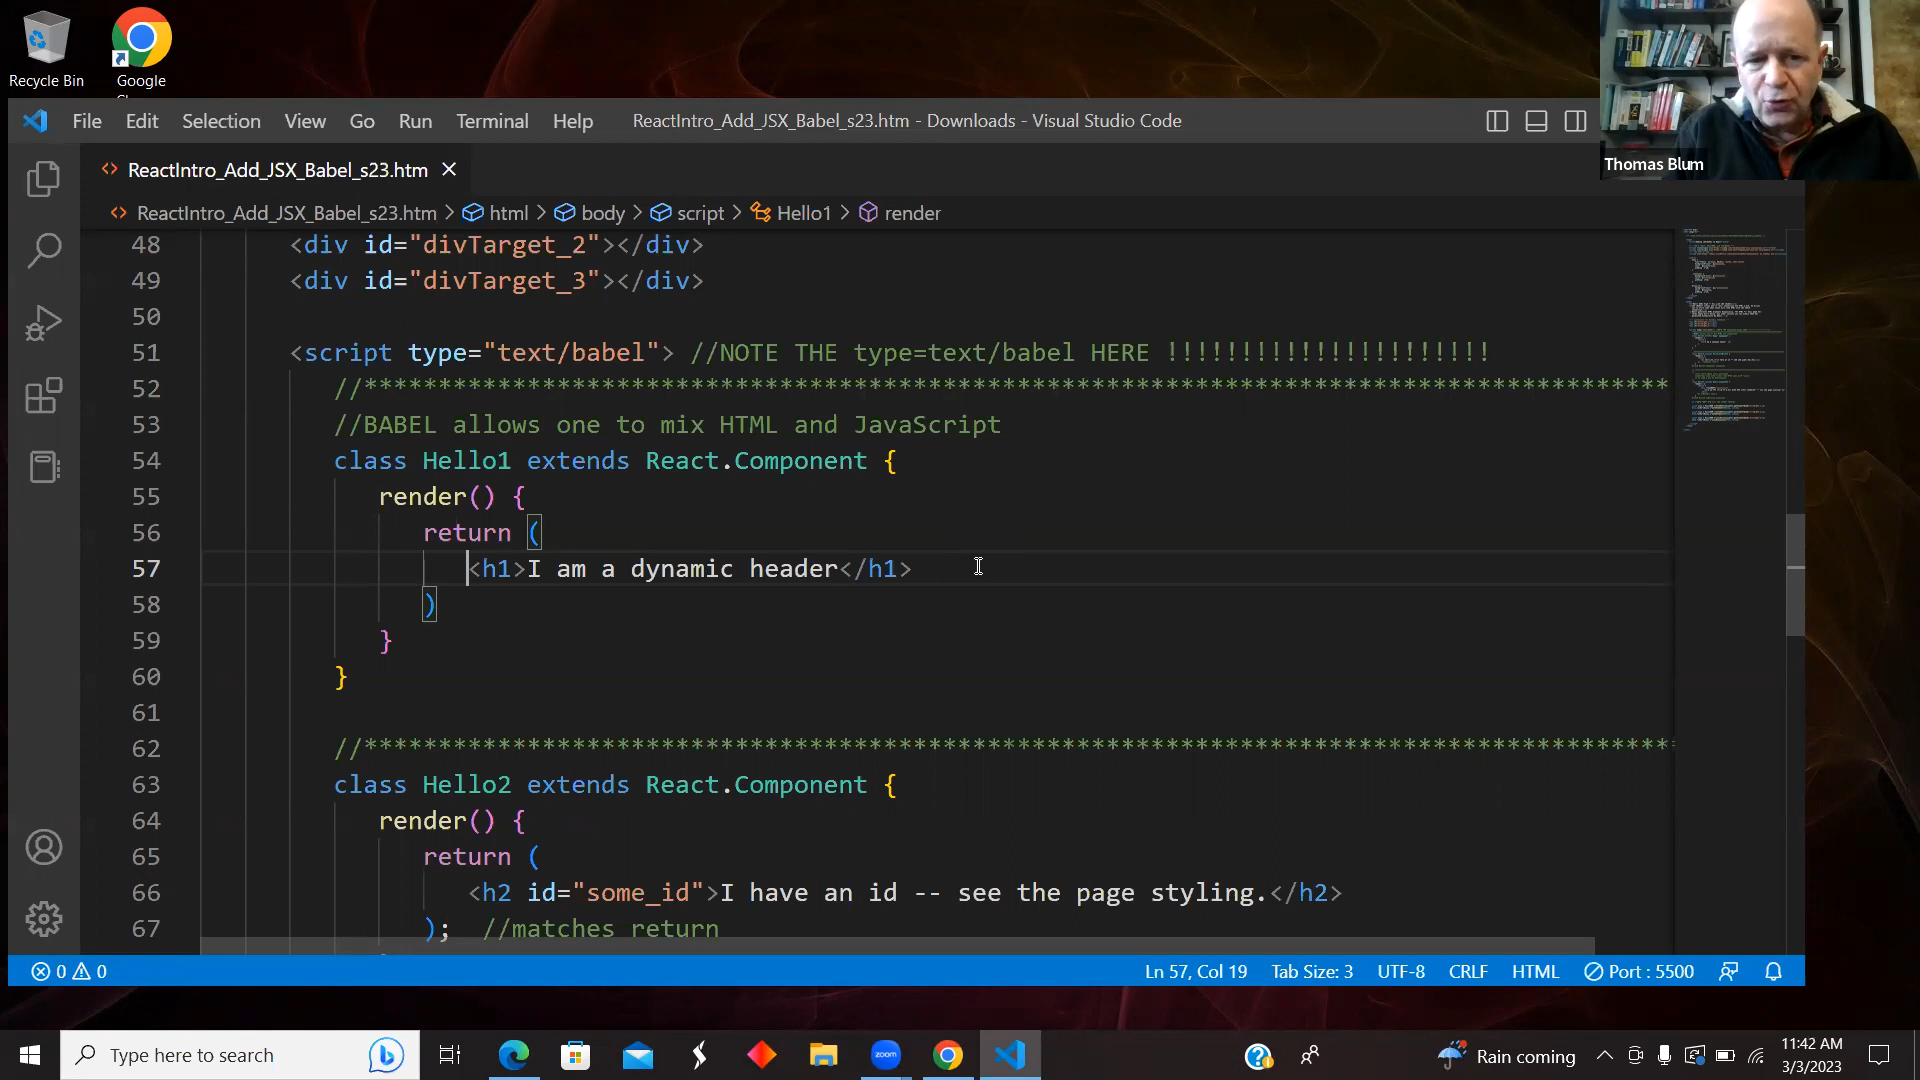 Recycle Bin
Google
Thomas Blum
File Edit Selection View Go Run Terminal Help
ReactIntro_Add_JSX_Babel_s23.htm - Downloads - Visual Studio Code
ReactIntro_Add_JSX_Babel_s23.htm
ReactIntro_Add_JSX_Babel_s23.htm > html > body > script > Hello1 > render
48 <div id="divTarget_2"></div>
49 <div id="divTarget_3"></div>
50
51 <script type="text/babel"> //NOTE THE type=text/babel HERE !!!!!!!!!!!!!!!!!!!!!!
52 //****************************************************************************************
53 //BABEL allows one to mix HTML and JavaScript
54 class Hello1 extends React.Component {
55 render() {
56 return (
57 <h1>I am a dynamic header</h1>
58 )
59 }
60 }
61
62 //*****************************************************************************************
63 class Hello2 extends React.Component {
64 render() {
65 return (
66 <h2 id="some_id">I have an id -- see the page styling.</h2>
67 ); //matches return
0 0
Ln 57, Col 19 Tab Size: 3 UTF-8 CRLF HTML Port : 5500
Type here to search
zoom
Rain coming
11:42 AM
3/3/2023